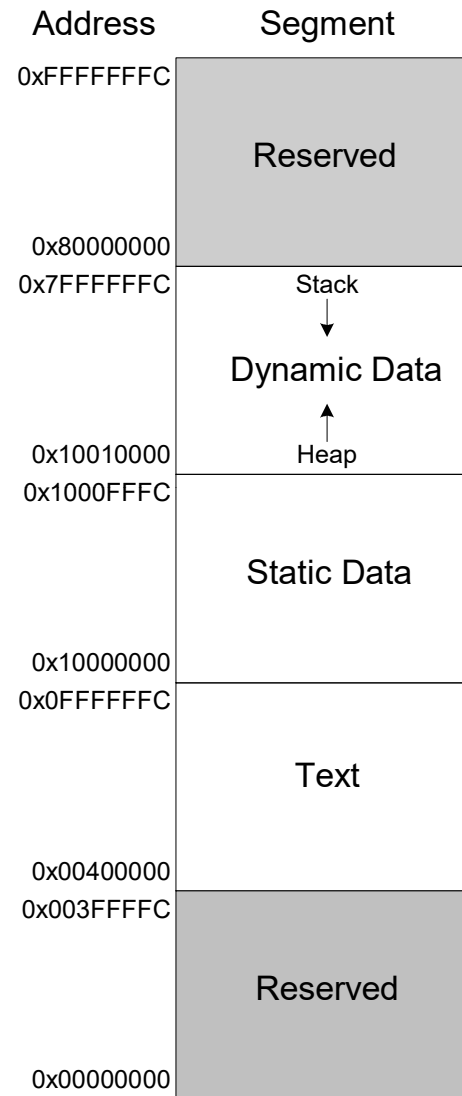 Address Segment
0xFFFFFFFC
Reserved
0x80000000
0x7FFFFFFC Stack
Dynamic Data
0x10010000 Heap
0x1000FFFC
Static Data
0x10000000
0x0FFFFFFC
Text
0x00400000
0x003FFFFC
Reserved
0x00000000